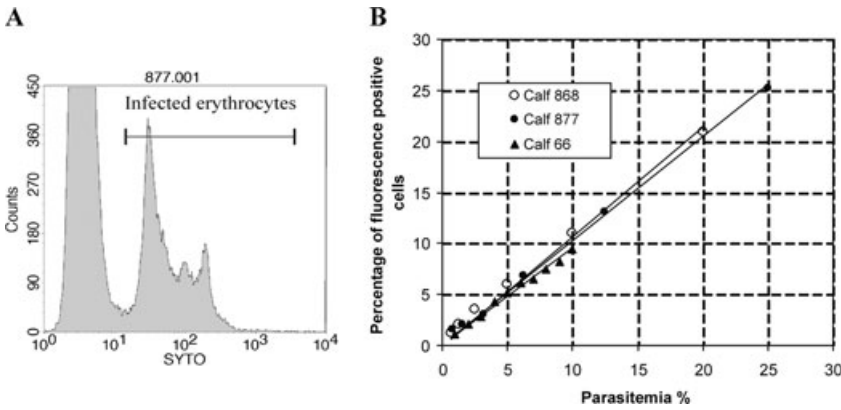 A
877.001
Infected erythrocytes
450
360
270
180
90
0
Counts
10⁰ 10¹ 10² 10³ 10⁴
SYTO
B
Percentage of fluorescence positive
cells
30
25
20
15
10
5
0
Calf 868
Calf 877
Calf 66
0 5 10 15 20 25 30
Parasitemia %